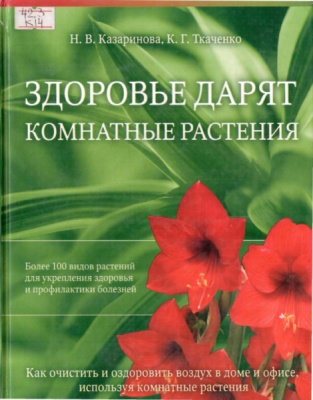 Н. В. Казаринова, К. Г. Ткаченко
ЗДОРОВЬЕ ДАРЯТ
КОМНАТНЫЕ РАСТЕНИЯ
Более 100 видов растений
для укрепления здоровья
и профилактики болезней
Как очистить и оздоровить воздух в доме и офисе,
используя комнатные растения